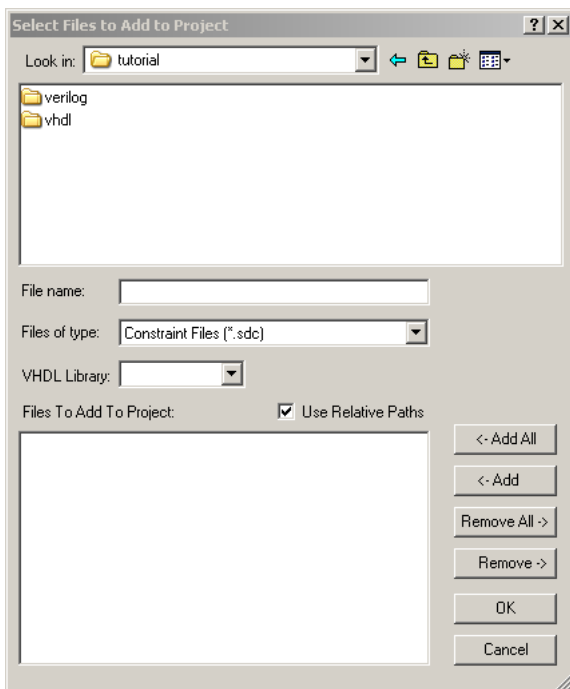 Select Files to Add to Project
Look in: tutorial
verilog
vhdl
File name:
Files of type: Constraint Files (*.sdc)
VHDL Library:
Files To Add To Project: Use Relative Paths
<- Add All
<- Add
Remove All ->
Remove ->
OK
Cancel